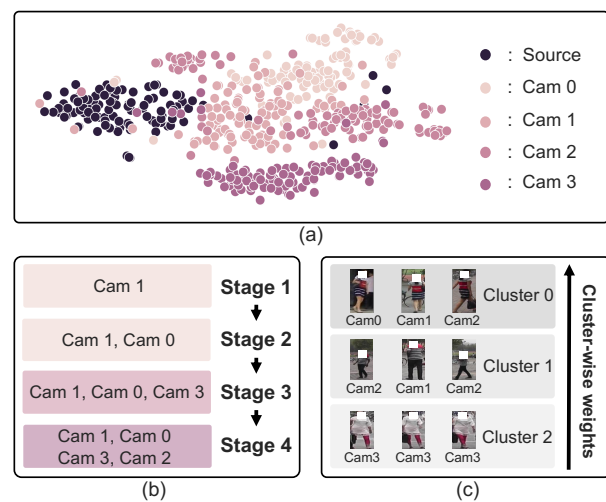 : Source
: Cam 0
: Cam 1
: Cam 2
: Cam 3
(a)
Cam 1
Stage 1
Cam 1, Cam 0
Stage 2
Cam 1, Cam 0, Cam 3
Stage 3
Cam 1, Cam 0
Cam 3, Cam 2
Stage 4
(b)
Cam0 Cam1 Cam2
Cluster 0
Cam2 Cam1 Cam2
Cluster 1
Cam3 Cam3 Cam3
Cluster 2
Cluster-wise weights
(c)